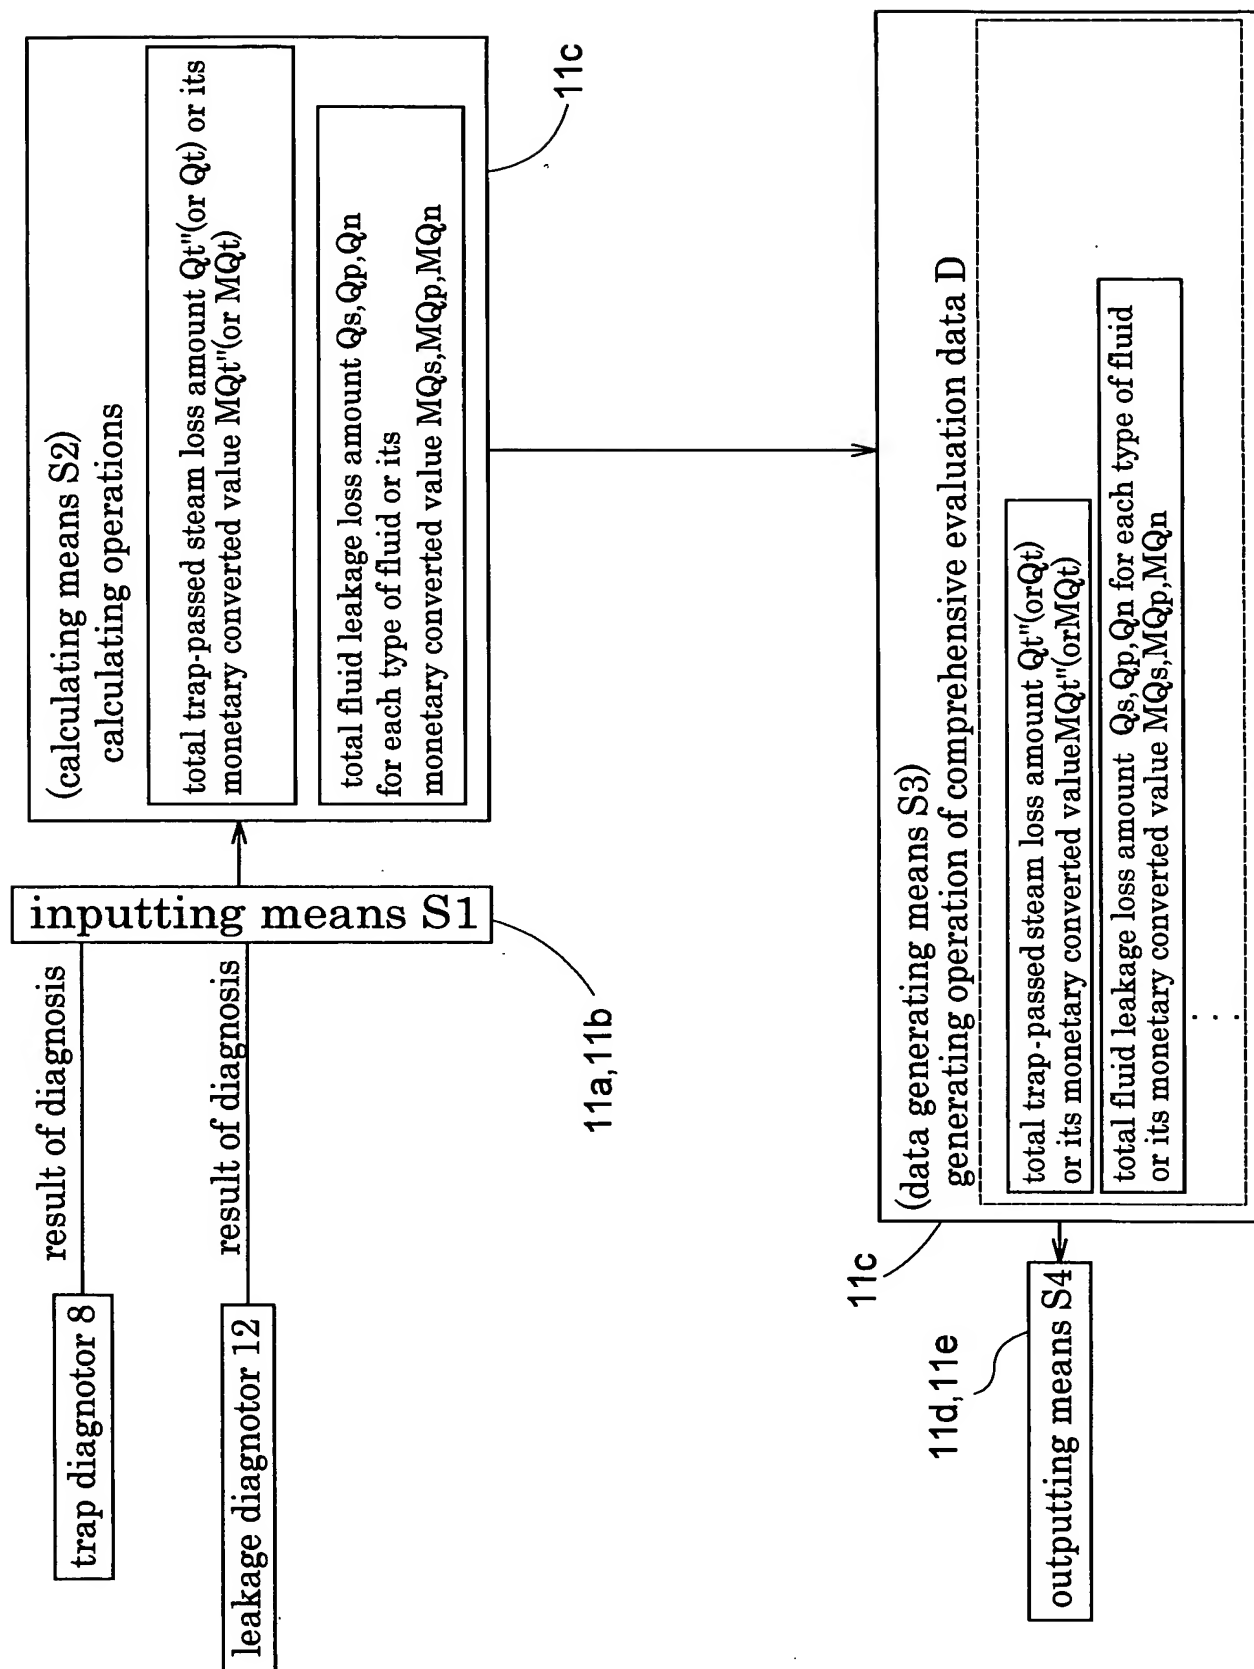 trap diagnotor 8
result of diagnosis
leakage diagnotor 12
result of diagnosis
inputting means S1
11a,11b
(calculating means S2)
calculating operations
total trap-passed steam loss amount Qt"(or Qt) or its
monetary converted value MQt"(or MQt)
total fluid leakage loss amount Qs,Qp,Qn
for each type of fluid or its
monetary converted value MQs,MQp,MQn
11c
(data generating means S3)
generating operation of comprehensive evaluation data D
total trap-passed steam loss amount Qt"(orQt)
or its monetary converted valueMQt"(orMQt)
total fluid leakage loss amount Qs,Qp,Qn for each type of fluid
or its monetary converted value MQs,MQp,MQn
. . .
11c
outputting means S4
11d,11e